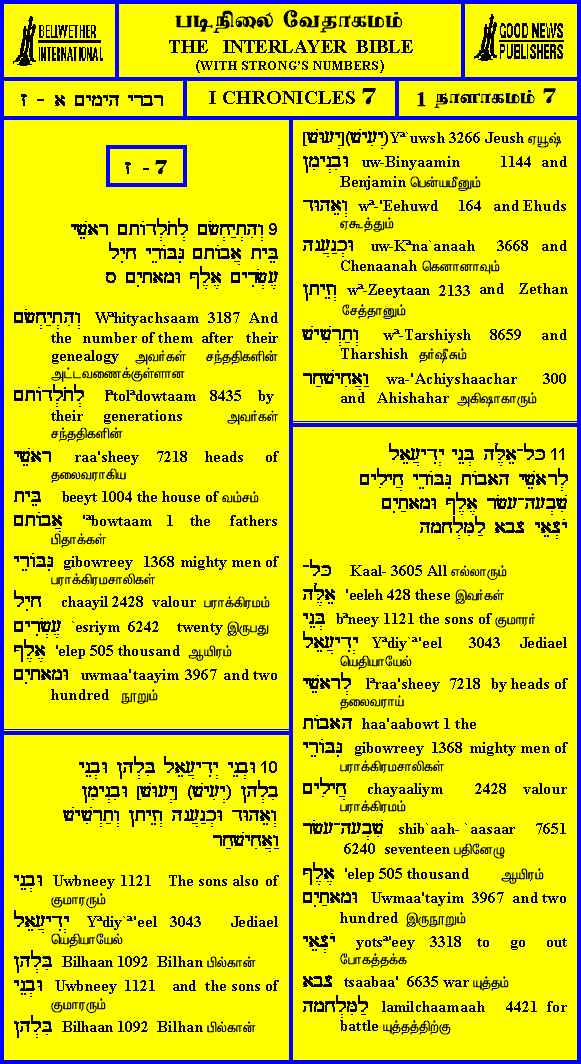 BELLWETHER
INTERNATIONAL
படிநிலை வேதாகமம்
THE INTERLAYER BIBLE
(WITH STRONG'S NUMBERS)
GOOD NEWS
PUBLISHERS
דברי הימים א - ז
I CHRONICLES 7
1 நாளாகமம் 7
ז - 7
9 וְהִתְיַחְשָׂם לְתֹלְדוֹתָם רָאשֵׁי
בֵּית אֲבוֹתָם גִּבּוֹרֵי חָיִל
עֶשְׂרִים אֶלֶף וּמָאתָיִם ס
וְהִתְיַחְשָׂם Wªhityachsaam 3187 And
the number of them after their
genealogy அவர்கள் சந்ததிகளின்
அட்டவணைக்குள்ளான
לְתֹלְדוֹתָם lªtolªdowtaam 8435 by
their generations அவர்கள்
சந்ததிகளின்
רָאשֵׁי raa'sheey 7218 heads of
தலைவராகிய
בֵּית beeyt 1004 the house of வம்சம்
אֲבוֹתָם 'ªbowtaam 1 the fathers
பிதாக்கள்
גִּבּוֹרֵי gibowreey 1368 mighty men of
பராக்கிரமசாலிகள்
חָיִל chaayil 2428 valour பராக்கிரமம்
עֶשְׂרִים `esriym 6242 twenty இருபது
אֶלֶף 'elep 505 thousand ஆயிரம்
וּמָאתָיִם uwmaa'taayim 3967 and two
hundred நூறும்
10 וּבְנֵי יְדִיעֲאֵל בִּלְהָן וּבְנֵי
בִלְהָן (יְעִישׁ) [יְעוּשׁ] וּבִנְיָמִן
וְאֵהוּד וּכְנַעֲנָה וְזֵיתָן וְתַרְשִׁישׁ
וַאֲחִישָׁחַר
וּבְנֵי Uwbneey 1121 The sons also of
குமாரரும்
יְדִיעֲאֵל Yªdiy`ª'eel 3043 Jediael
யெதியாயேல்
בִּלְהָן Bilhaan 1092 Bilhan பில்கான்
וּבְנֵי Uwbneey 1121 and the sons of
குமாரரும்
בִּלְהָן Bilhaan 1092 Bilhan பில்கான்
(יְעִישׁ)[יְעוּשׁ] Yª`uwsh 3266 Jeush ஏயூஷ்
וּבִנְיָמִן uw-Binyaamin 1144 and
Benjamin பென்யமீனும்
וְאֵהוּד wª-'Eehuwd 164 and Ehuds
ஏகூத்தும்
וּכְנַעֲנָה uw-Kªna`anaah 3668 and
Chenaanah கெனானாவும்
וְזֵיתָן wª-Zeeytaan 2133 and Zethan
சேத்தானும்
וְתַרְשִׁישׁ wª-Tarshiysh 8659 and
Tharshish தர்ஷீசும்
וַאֲחִישָׁחַר wa-'Achiyshaachar 300
and Ahishahar அகிஷாகாரும்
11 כָּל־אֵלֶּה בְּנֵי יְדִיעֲאֵל
לְרָאשֵׁי הָאָבוֹת גִּבּוֹרֵי חֲיָלִים
שִׁבְעָה־עָשָׂר אֶלֶף וּמָאתַיִם
יֹצְאֵי צָבָא לַמִּלְחָמָה
כָּל־ Kaal- 3605 All எல்லாரும்
אֵלֶּה 'eeleh 428 these இவர்கள்
בְּנֵי bªneey 1121 the sons of குமாரர்
יְדִיעֲאֵל Yªdiy`ª'eel 3043 Jediael
யெதியாயேல்
לְרָאשֵׁי lªraa'sheey 7218 by heads of
தலைவராய்
הָאָבוֹת haa'aabowt 1 the
גִּבּוֹרֵי gibowreey 1368 mighty men of
பராக்கிரமசாலிகள்
חֲיָלִים chayaaliym 2428 valour
பராக்கிரமம்
שִׁבְעָה־עָשָׂר shib`aah- `aasaar 7651
6240 seventeen பதினேழு
אֶלֶף 'elep 505 thousand ஆயிரம்
וּמָאתַיִם Uwmaa'tayim 3967 and two
hundred இருநூறும்
יֹצְאֵי yotsª'eey 3318 to go out
போகத்தக்க
צָבָא tsaabaa' 6635 war யுத்தம்
לַמִּלְחָמָה lamilchaamaah 4421 for
battle யுத்தத்திற்கு